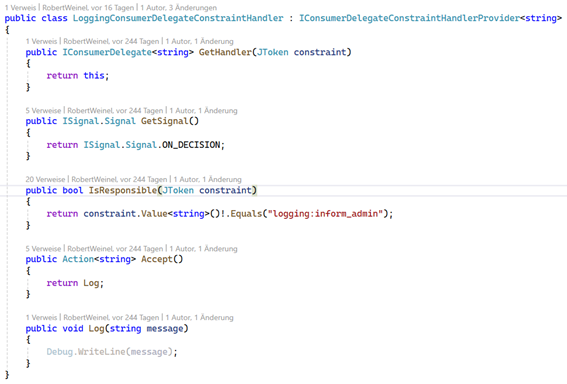 1 Verweis | RobertWeinel, vor 16 Tagen | 1 Autor, 3 Änderungen
public class LoggingConsumerDelegateConstraintHandler : IConsumerDelegateConstraintHandlerProvider<string>
{
1 Verweis | RobertWeinel, vor 244 Tagen | 1 Autor, 1 Änderung
public IConsumerDelegate<string> GetHandler(JToken constraint)
{
return this;
}
5 Verweise | RobertWeinel, vor 244 Tagen | 1 Autor, 1 Änderung
public ISignal.Signal GetSignal()
{
return ISignal.Signal.ON_DECISION;
}
20 Verweise | RobertWeinel, vor 244 Tagen | 1 Autor, 1 Änderung
public bool IsResponsible(JToken constraint)
{
return constraint.Value<string>()!.Equals("logging:inform_admin");
}
5 Verweise | RobertWeinel, vor 244 Tagen | 1 Autor, 1 Änderung
public Action<string> Accept()
{
return Log;
}
1 Verweis | RobertWeinel, vor 244 Tagen | 1 Autor, 1 Änderung
public void Log(string message)
{
Debug.WriteLine(message);
}
}